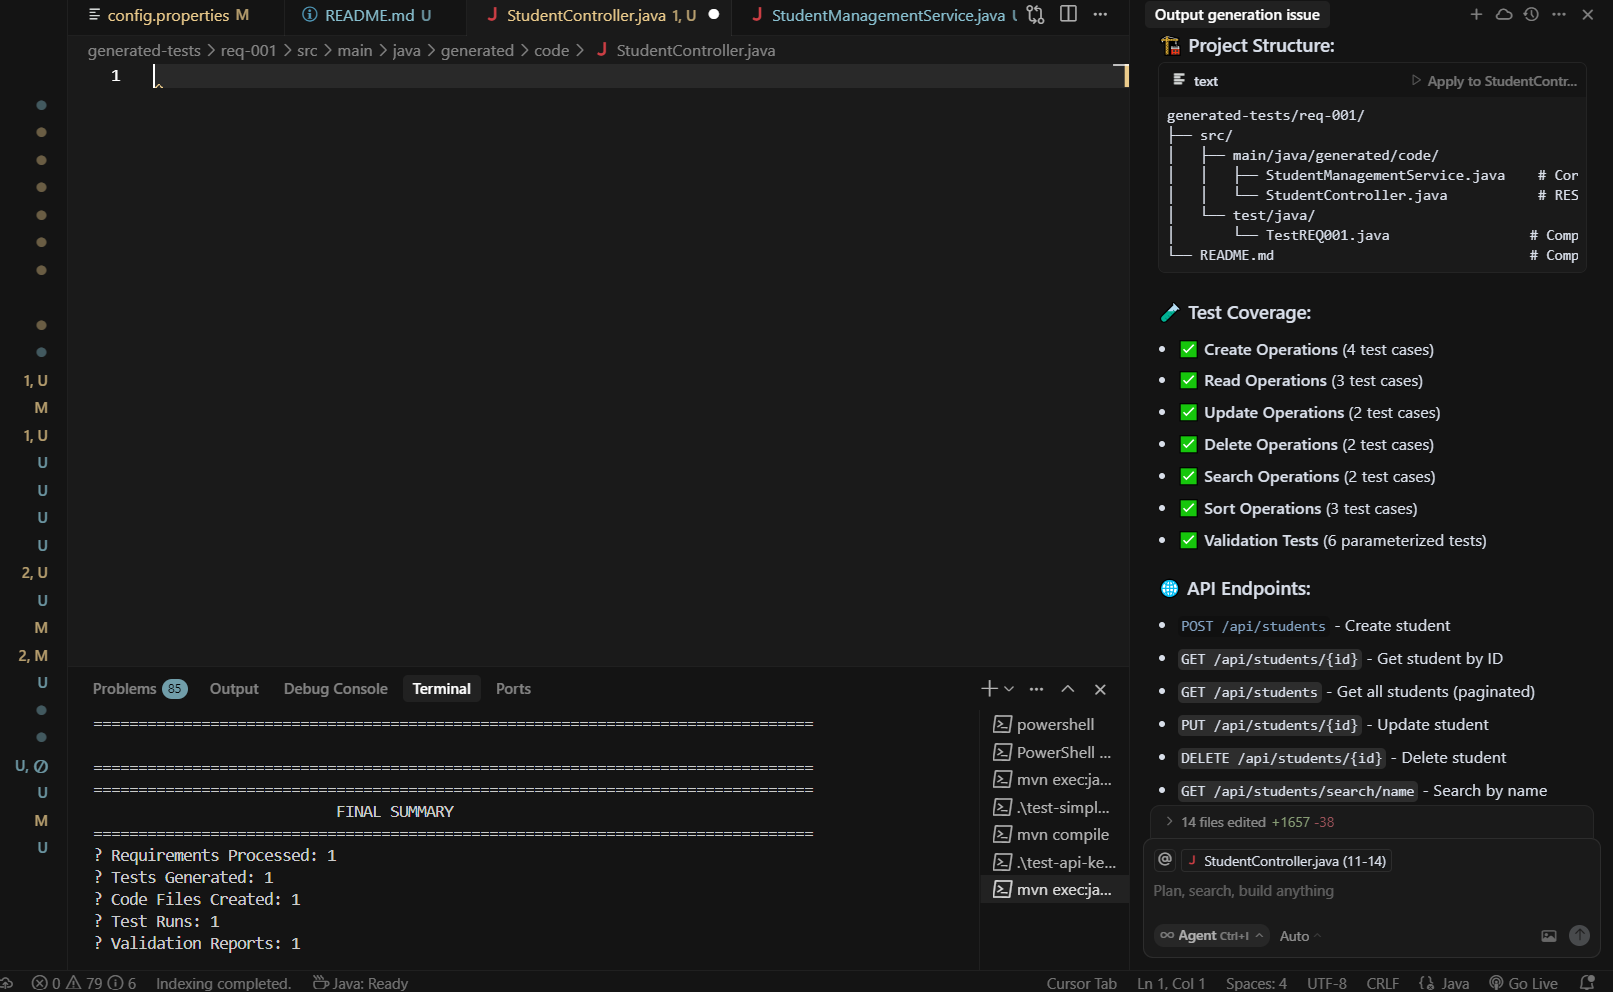 config.properties M
README.md U
StudentController.java 1, U
StudentManagementService.java U
generated-tests > req-001 > src > main > java > generated > code > StudentController.java
1
1, U
M
1, U
U
U
U
U
2, U
U
M
2, M
U
U,
U
M
U
Problems 85 Output Debug Console Terminal Ports
================================================================================
================================================================================
================================================================================
FINAL SUMMARY
================================================================================
? Requirements Processed: 1
? Tests Generated: 1
? Code Files Created: 1
? Test Runs: 1
? Validation Reports: 1
powershell
PowerShell ...
mvn exec:ja...
.\test-simpl...
mvn compile
.\test-api-ke...
mvn exec:ja...
Output generation issue
🏗️ Project Structure:
text
Apply to StudentContr...
generated-tests/req-001/
├── src/
│   ├── main/java/generated/code/
│   │   ├── StudentManagementService.java    # Cor
│   │   └── StudentController.java           # RES
│   └── test/java/
│       └── TestREQ001.java                 # Comp
└── README.md                               # Comp
🧪 Test Coverage:
• ✅ Create Operations (4 test cases)
• ✅ Read Operations (3 test cases)
• ✅ Update Operations (2 test cases)
• ✅ Delete Operations (2 test cases)
• ✅ Search Operations (2 test cases)
• ✅ Sort Operations (3 test cases)
• ✅ Validation Tests (6 parameterized tests)
🌐 API Endpoints:
• POST /api/students - Create student
• GET /api/students/{id} - Get student by ID
• GET /api/students - Get all students (paginated)
• PUT /api/students/{id} - Update student
• DELETE /api/students/{id} - Delete student
• GET /api/students/search/name - Search by name
> 14 files edited +1657 -38
@ StudentController.java (11-14)
Plan, search, build anything
∞ Agent Ctrl+I Auto
0 79 6 Indexing completed. Java: Ready
Cursor Tab Ln 1, Col 1 Spaces: 4 UTF-8 CRLF {} Java Go Live